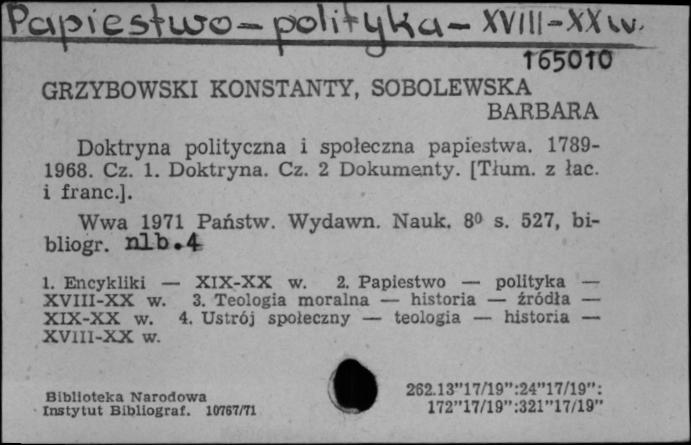 Papiestwo – polityka – XVIII-XX w.
165010
GRZYBOWSKI KONSTANTY, SOBOLEWSKA
BARBARA
Doktryna polityczna i społeczna papiestwa. 1789-
1968. Cz. 1. Doktryna. Cz. 2 Dokumenty. [Tłum. z łac.
i franc.].
Wwa 1971 Państw. Wydawn. Nauk. 8⁰ s. 527, bi-
bliogr. nlb.4
1. Encykliki — XIX-XX w. 2. Papiestwo — polityka —
XVIII-XX w. 3. Teologia moralna — historia — źródła —
XIX-XX w. 4. Ustrój społeczny — teologia — historia —
XVIII-XX w.
Biblioteka Narodowa
Instytut Bibliograf. 10767/71
262.13"17/19":24"17/19":
172"17/19":321"17/19"